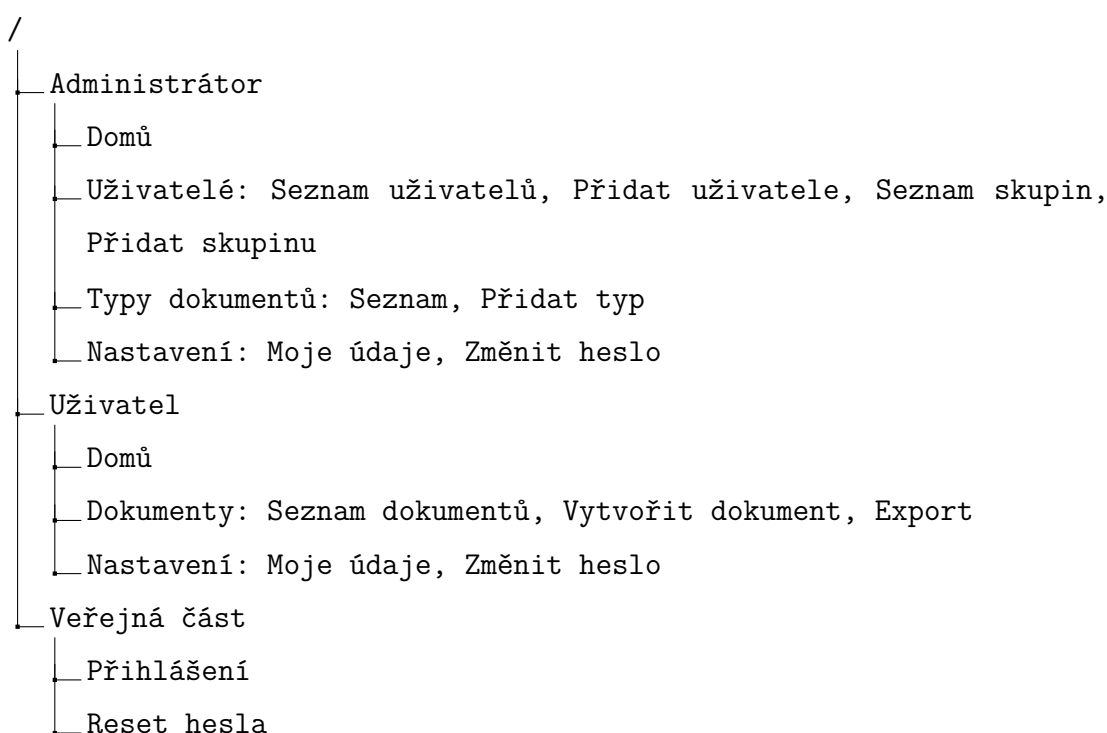 /
Administrátor
Domů
Uživatelé: Seznam uživatelů, Přidat uživatele, Seznam skupin,
Přidat skupinu
Typy dokumentů: Seznam, Přidat typ
Nastavení: Moje údaje, Změnit heslo
Uživatel
Domů
Dokumenty: Seznam dokumentů, Vytvořit dokument, Export
Nastavení: Moje údaje, Změnit heslo
Veřejná část
Přihlášení
Reset hesla